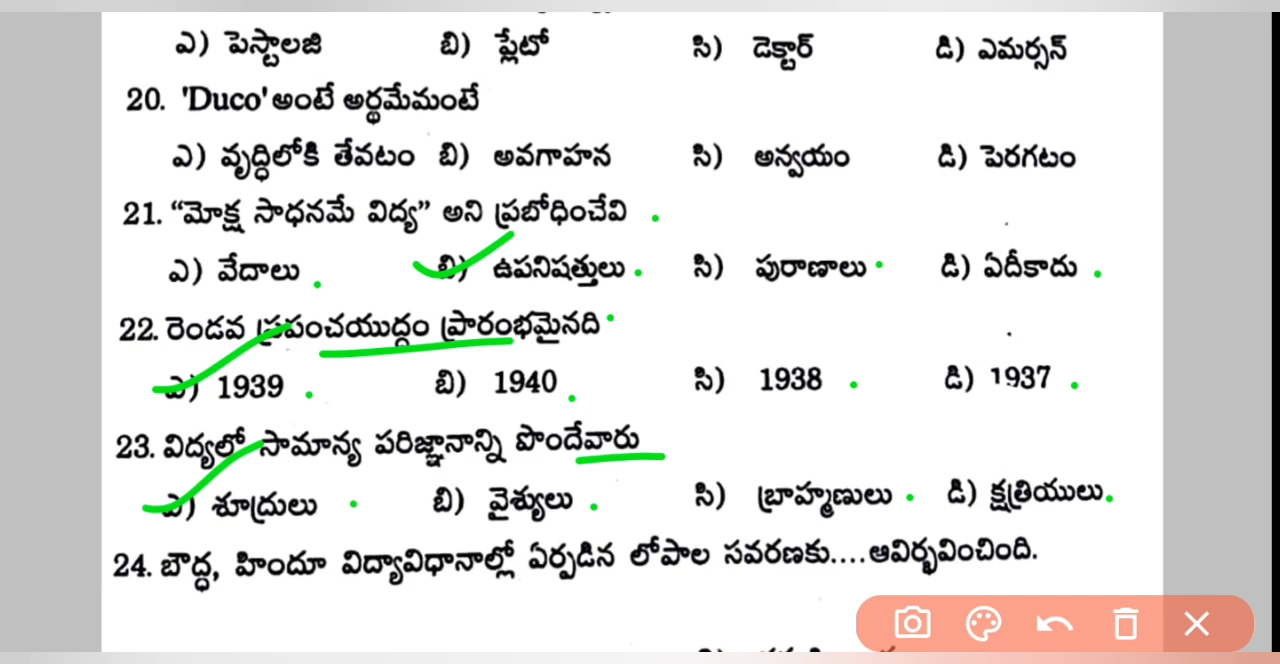 ఎ) పెస్టాలజి బి) ప్లేటో సి) డెక్టార్ డి) ఎమర్సన్
20. 'Duco' అంటే అర్థమేమంటే
ఎ) వృద్ధిలోకి తేవటం బి) అవగాహన సి) అన్వయం డి) పెరగటం
21. "మోక్ష సాధనమే విద్య" అని ప్రబోధించేవి
ఎ) వేదాలు బి) ఉపనిషత్తులు సి) పురాణాలు డి) ఏదీకాదు
22. రెండవ ప్రపంచయుద్ధం ప్రారంభమైనది
ఎ) 1939 బి) 1940 సి) 1938 డి) 1937
23. విద్యలో సామాన్య పరిజ్ఞానాన్ని పొందేవారు
ఎ) శూద్రులు బి) వైశ్యులు సి) బ్రాహ్మణులు డి) క్షత్రియులు
24. బౌద్ధ, హిందూ విద్యావిధానాల్లో ఏర్పడిన లోపాల సవరణకు....ఆవిర్భవించింది.